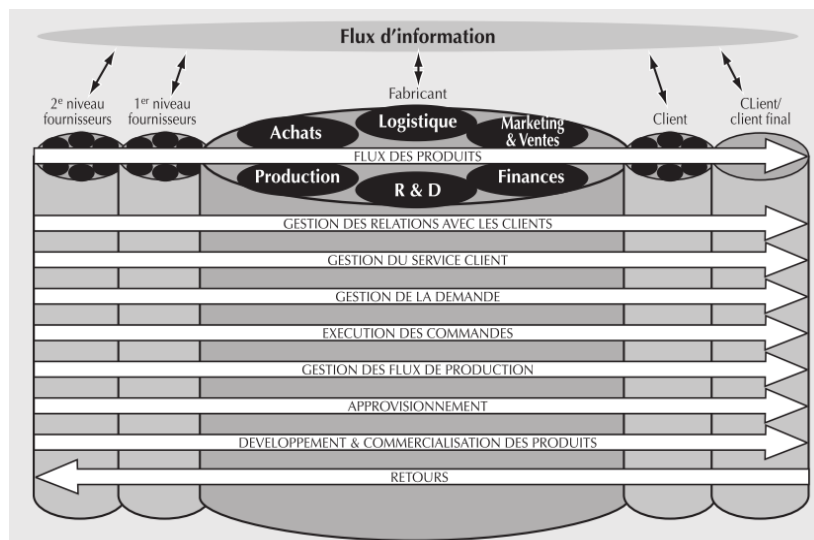 Flux d'information
2e niveau
fournisseurs
1er niveau
fournisseurs
Fabricant
Client
CLient/
client final
Achats
Logistique
Marketing
& Ventes
FLUX DES PRODUITS
Production
R & D
Finances
GESTION DES RELATIONS AVEC LES CLIENTS
GESTION DU SERVICE CLIENT
GESTION DE LA DEMANDE
EXECUTION DES COMMANDES
GESTION DES FLUX DE PRODUCTION
APPROVISIONNEMENT
DEVELOPPEMENT & COMMERCIALISATION DES PRODUITS
RETOURS